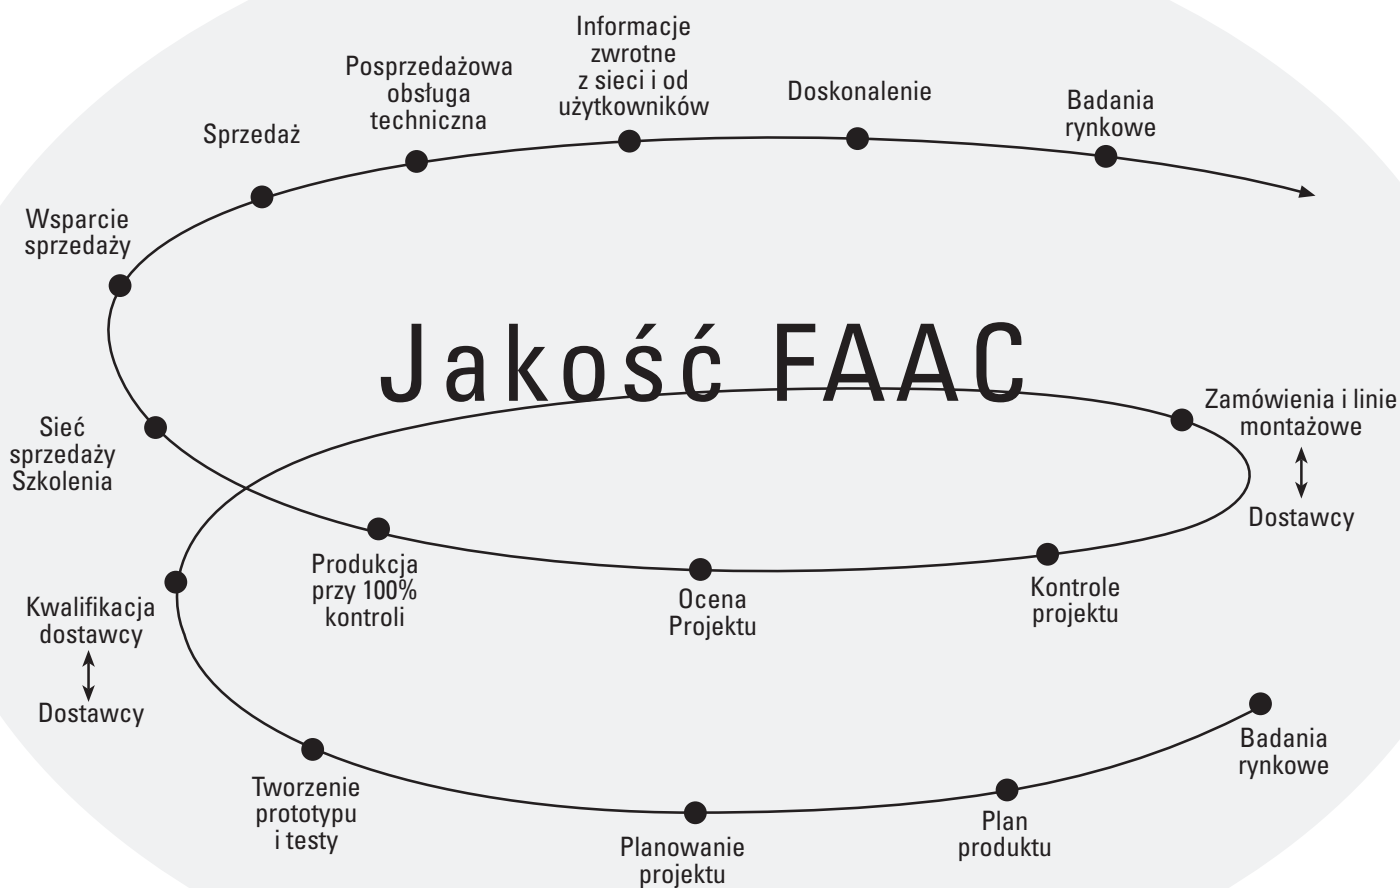 Informacje
zwrotne
z sieci i od
użytkowników
Posprzedażowa
obsługa
techniczna
Doskonalenie
Badania
rynkowe
Sprzedaż
Wsparcie
sprzedaży
Jakość FAAC
Zamówienia i linie
montażowe
Dostawcy
Sieć
sprzedaży
Szkolenia
Produkcja
przy 100%
kontroli
Ocena
Projektu
Kontrole
projektu
Kwalifikacja
dostawcy
Dostawcy
Badania
rynkowe
Tworzenie
prototypu
i testy
Planowanie
projektu
Plan
produktu